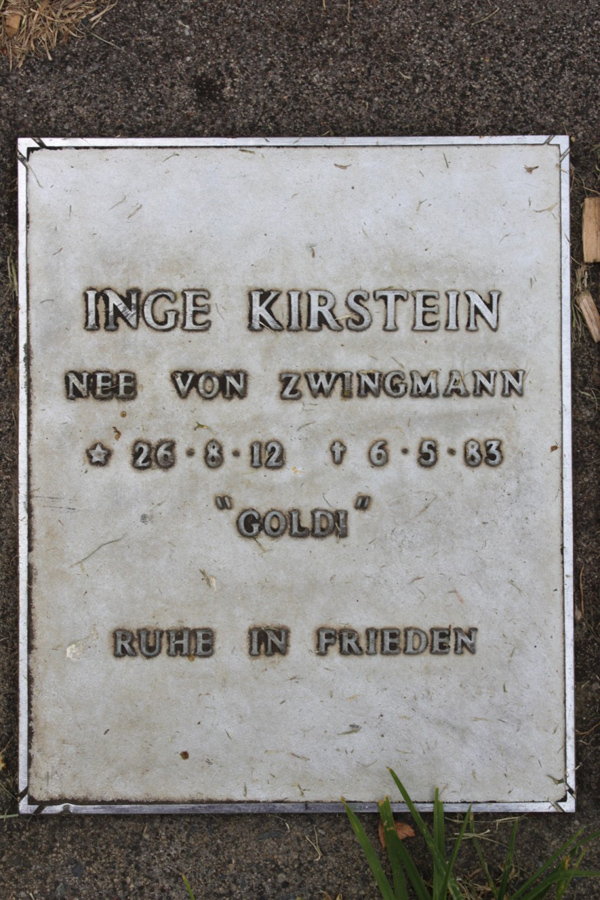 INGE KIRSTEIN
NEE VON ZWINGMANN
★ 26·8·12 ✝ 6·5·83
"GOLDI"
RUHE IN FRIEDEN